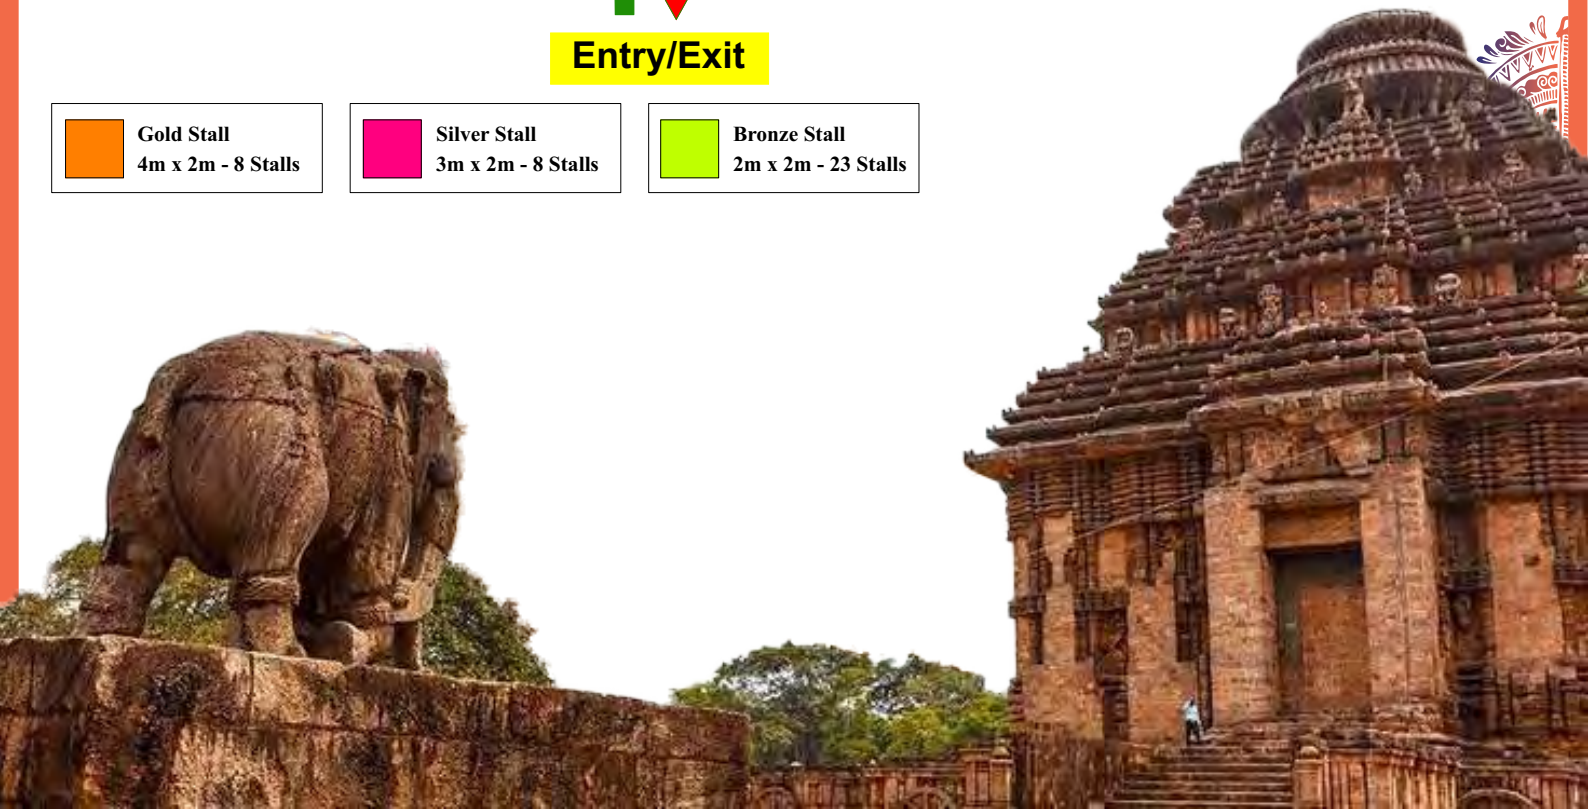 Entry/Exit
Gold Stall
4m x 2m - 8 Stalls
Silver Stall
3m x 2m - 8 Stalls
Bronze Stall
2m x 2m - 23 Stalls